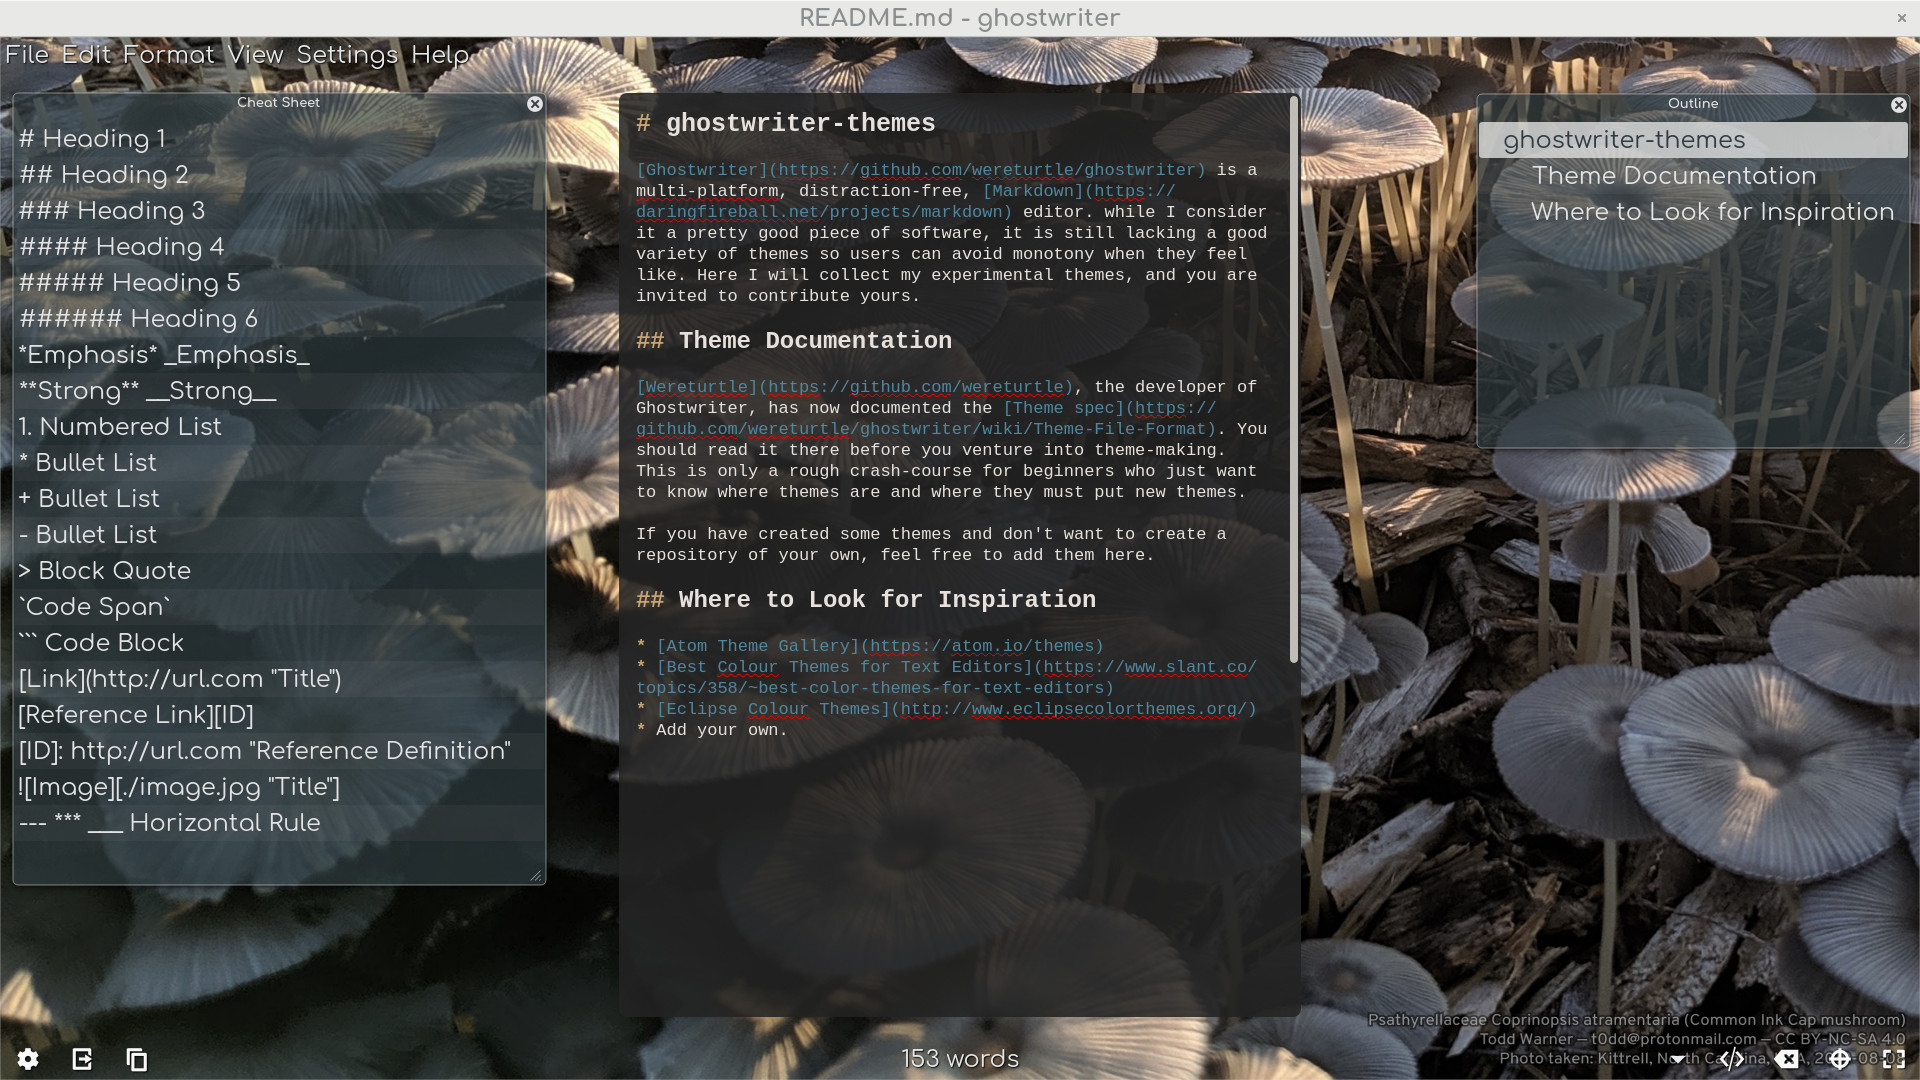 README.md - ghostwriter
File Edit Format View Settings Help
Cheat Sheet
# Heading 1
## Heading 2
### Heading 3
#### Heading 4
##### Heading 5
###### Heading 6
*Emphasis* _Emphasis_
**Strong** __Strong__
1. Numbered List
* Bullet List
+ Bullet List
- Bullet List
> Block Quote
`Code Span`
``` Code Block
[Link](http://url.com "Title")
[Reference Link][ID]
[ID]: http://url.com "Reference Definition"
![Image][./image.jpg "Title"]
--- *** ___ Horizontal Rule
# ghostwriter-themes
[Ghostwriter](https://github.com/wereturtle/ghostwriter) is a
multi-platform, distraction-free, [Markdown](https://
daringfireball.net/projects/markdown) editor. while I consider
it a pretty good piece of software, it is still lacking a good
variety of themes so users can avoid monotony when they feel
like. Here I will collect my experimental themes, and you are
invited to contribute yours.
## Theme Documentation
[Wereturtle](https://github.com/wereturtle), the developer of
Ghostwriter, has now documented the [Theme spec](https://
github.com/wereturtle/ghostwriter/wiki/Theme-File-Format). You
should read it there before you venture into theme-making.
This is only a rough crash-course for beginners who just want
to know where themes are and where they must put new themes.
If you have created some themes and don't want to create a
repository of your own, feel free to add them here.
## Where to Look for Inspiration
* [Atom Theme Gallery](https://atom.io/themes)
* [Best Colour Themes for Text Editors](https://www.slant.co/
topics/358/~best-color-themes-for-text-editors)
* [Eclipse Colour Themes](http://www.eclipsecolorthemes.org/)
* Add your own.
Outline
ghostwriter-themes
Theme Documentation
Where to Look for Inspiration
Psathyrellaceae Coprinopsis atramentaria (Common Ink Cap mushroom)
Todd Warner – t0dd@protonmail.com – CC BY-NC-SA 4.0
Photo taken: Kittrell, North Carolina,
153 words